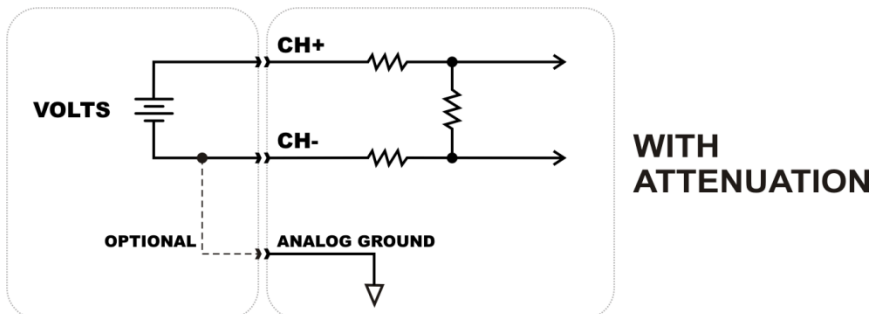 CH+
VOLTS
CH-
WITH
ATTENUATION
OPTIONAL
ANALOG GROUND